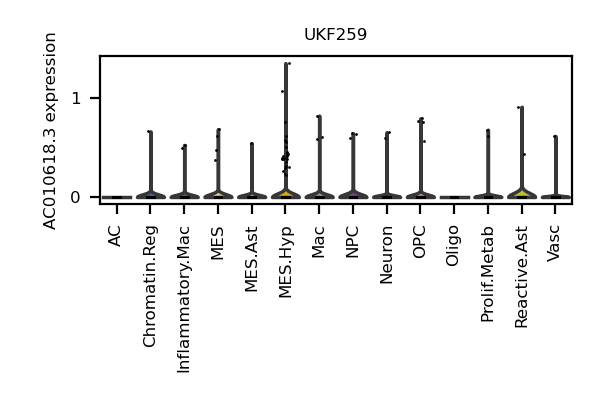 UKF259
AC010618.3 expression
1
0
AC
Chromatin.Reg
Inflammatory.Mac
MES
MES.Ast
MES.Hyp
Mac
NPC
Neuron
OPC
Oligo
Prolif.Metab
Reactive.Ast
Vasc